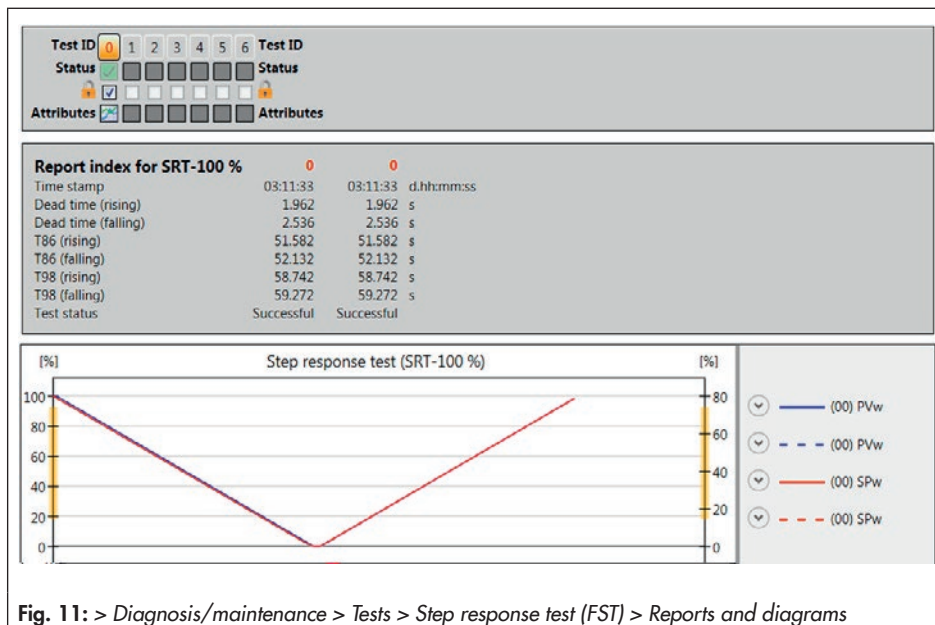 Test ID 0 1 2 3 4 5 6 Test ID
Status Status
Attributes Attributes
Report index for SRT-100 % 0 0
Time stamp 03:11:33 03:11:33 d.hh:mm:ss
Dead time (rising) 1.962 1.962 s
Dead time (falling) 2.536 2.536 s
T86 (rising) 51.582 51.582 s
T86 (falling) 52.132 52.132 s
T98 (rising) 58.742 58.742 s
T98 (falling) 59.272 59.272 s
Test status Successful Successful
[%] Step response test (SRT-100 %) [%]
100 80
80
60 60
40 40
20 20
0 0
(00) PVw
(00) PVw
(00) SPw
(00) SPw
Fig. 11: > Diagnosis/maintenance > Tests > Step response test (FST) > Reports and diagrams